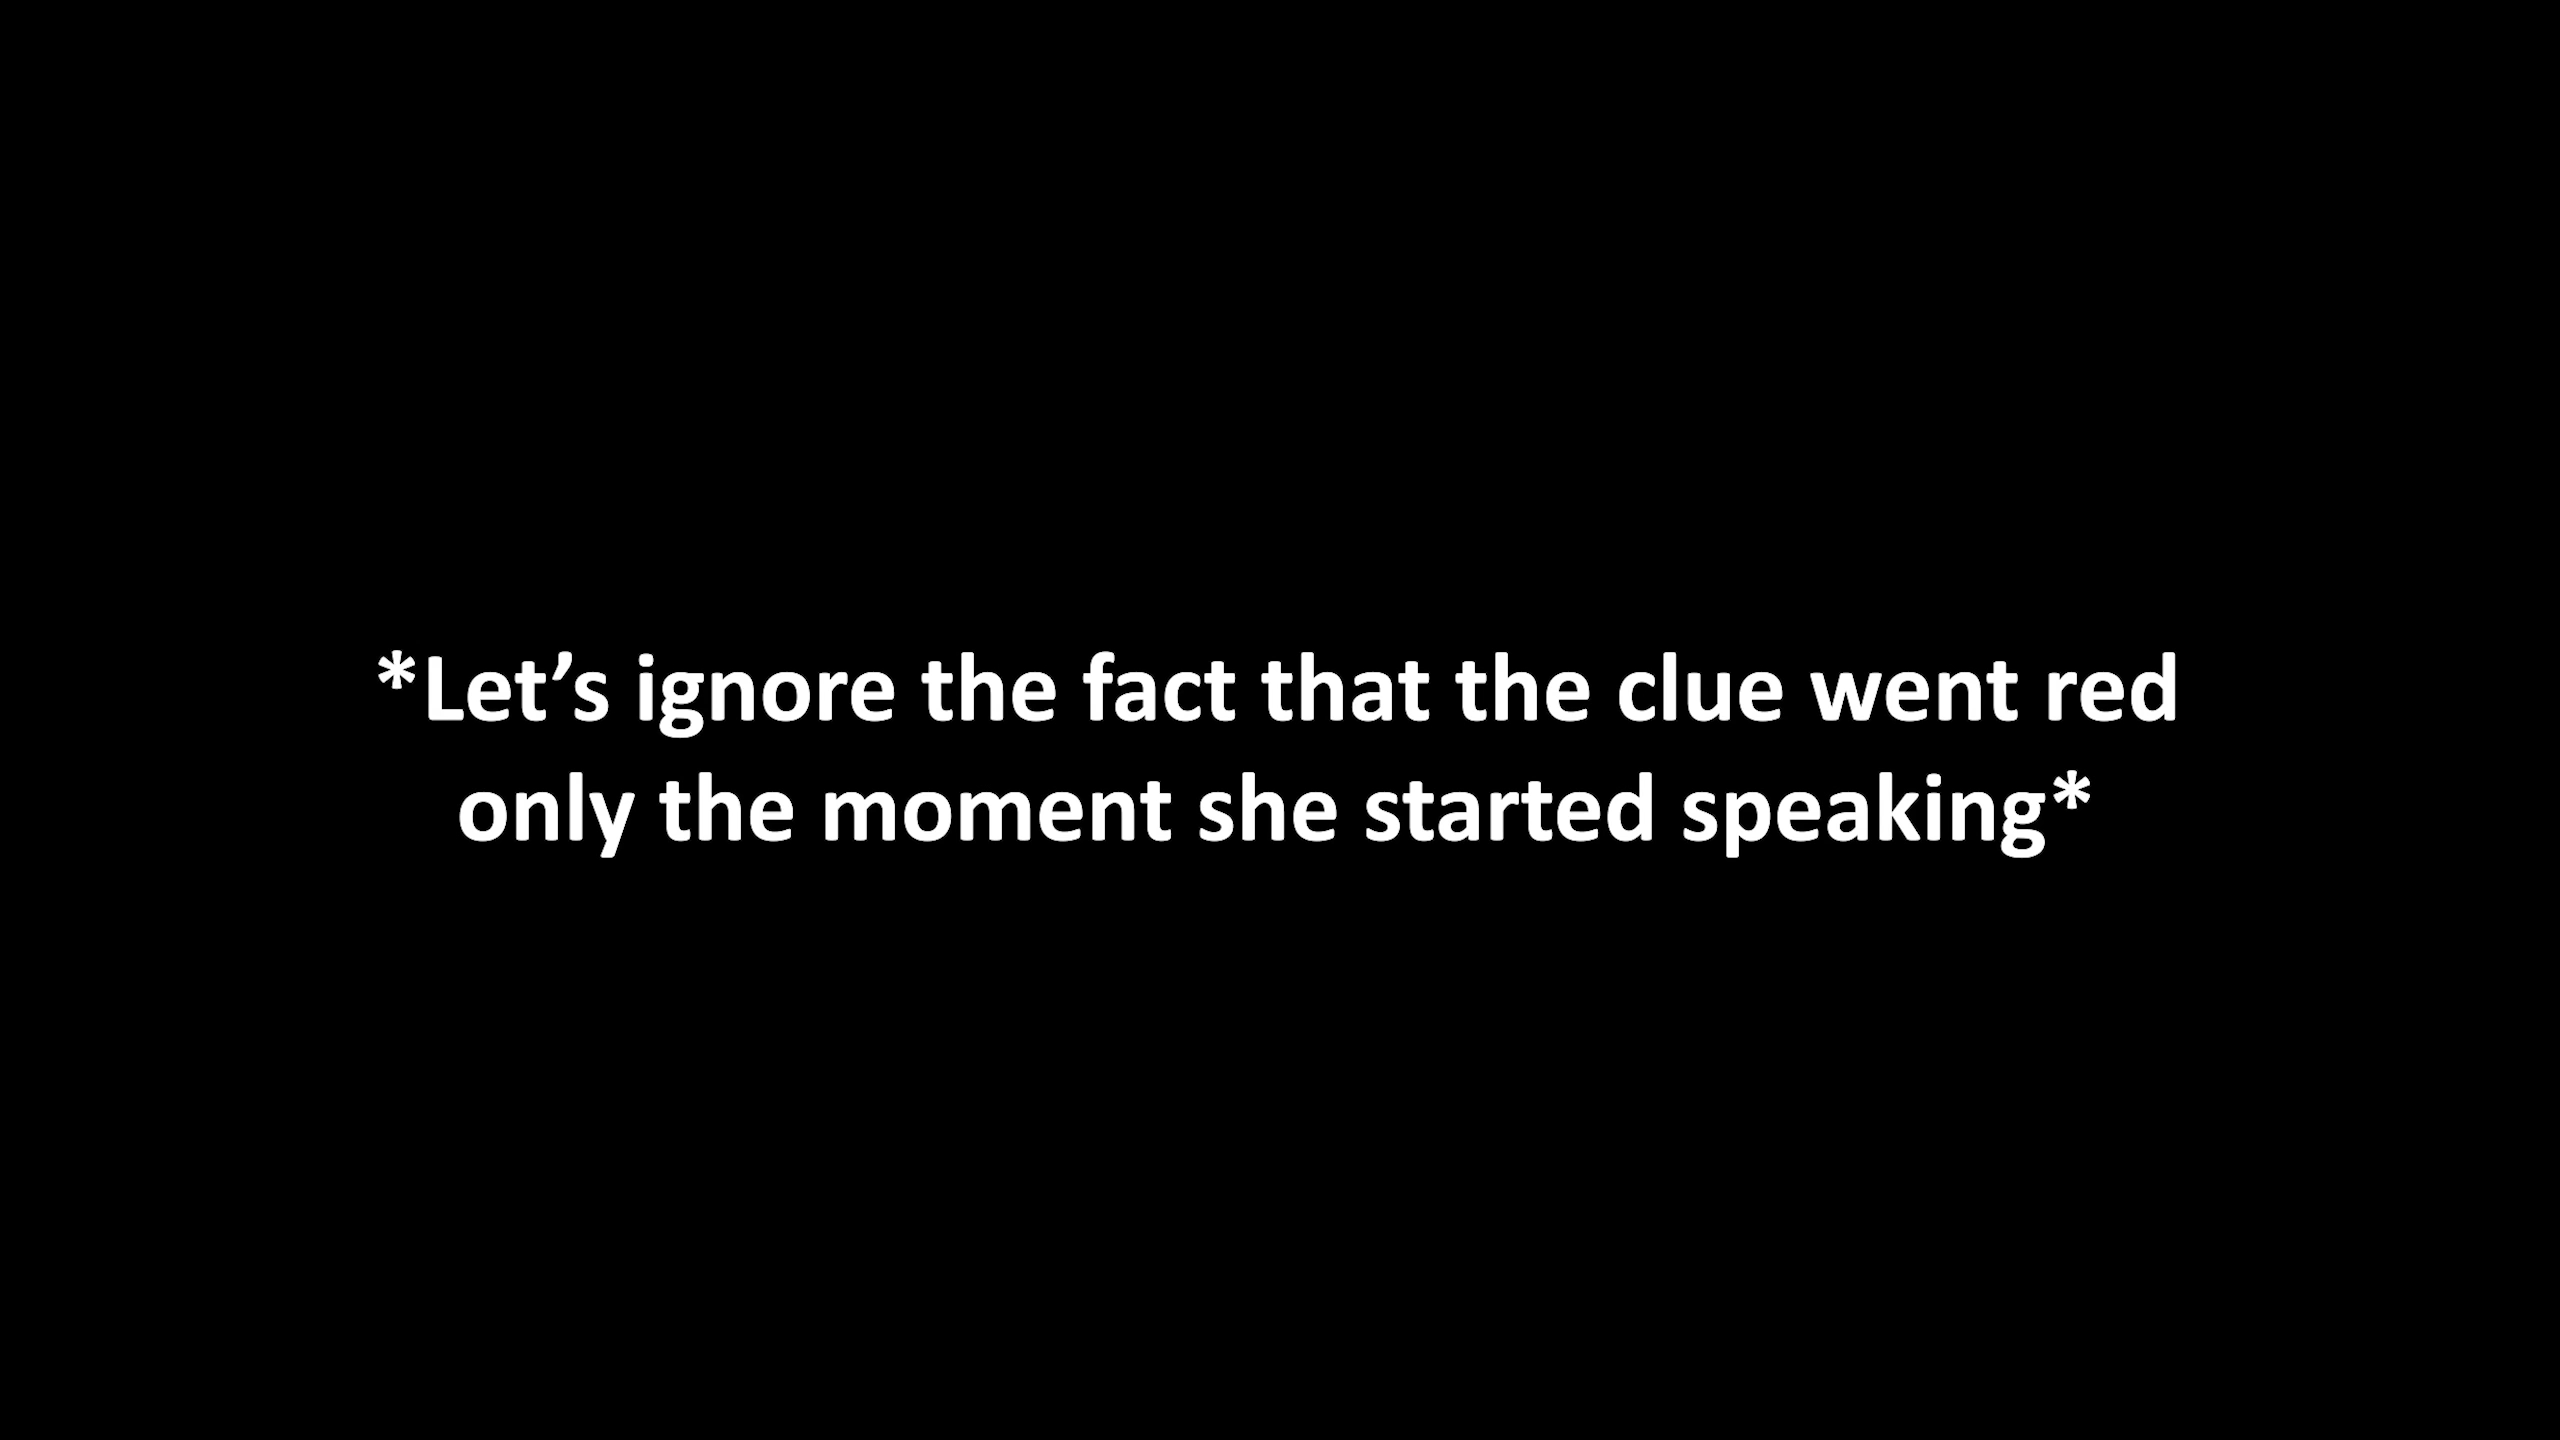 *Let’s ignore the fact that the clue went red
only the moment she started speaking*